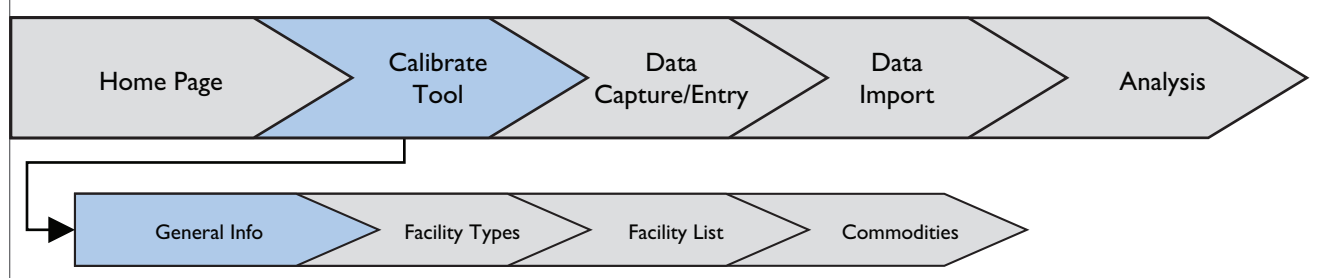 Home Page
Calibrate
Tool
Data
Capture/Entry
Data
Import
Analysis
General Info
Facility Types
Facility List
Commodities